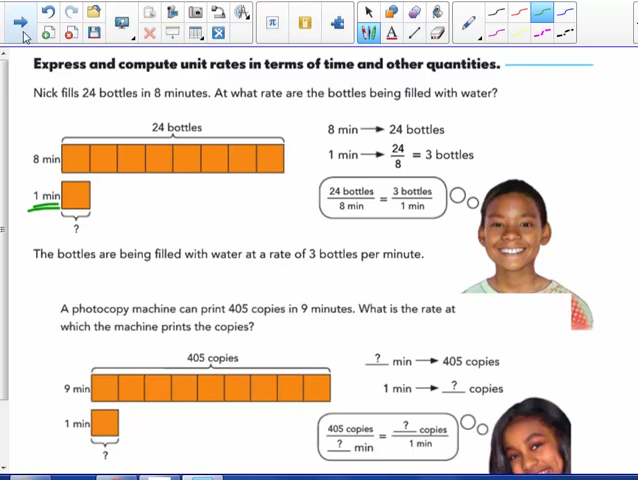 Express and compute unit rates in terms of time and other quantities.
Nick fills 24 bottles in 8 minutes. At what rate are the bottles being filled with water?
24 bottles
8 min
1 min
?
8 min → 24 bottles
1 min → 24/8 = 3 bottles
24 bottles/8 min = 3 bottles/1 min
The bottles are being filled with water at a rate of 3 bottles per minute.
A photocopy machine can print 405 copies in 9 minutes. What is the rate at
which the machine prints the copies?
405 copies
9 min
1 min
?
? min → 405 copies
1 min → ? copies
405 copies/? min = ? copies/1 min